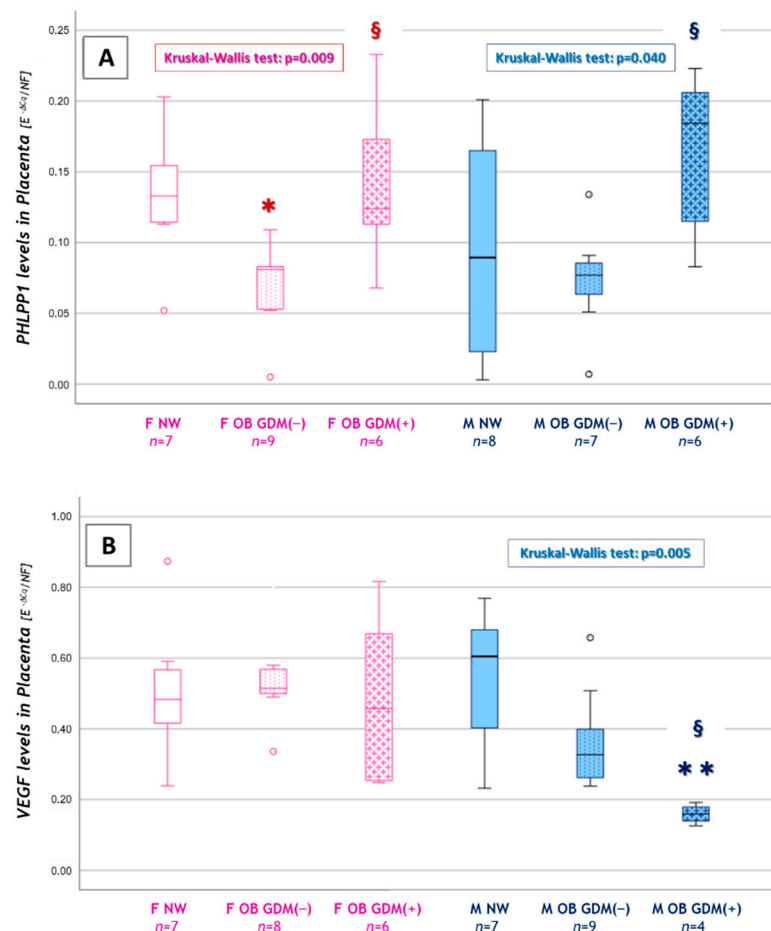 A
Kruskal-Wallis test: p=0.009
§
Kruskal-Wallis test: p=0.040
§
*
PHLPP1 levels in Placenta [E^-ΔCq/NF]
0.25
0.20
0.15
0.10
0.05
0.00
F NW F OB GDM(−) F OB GDM(+) M NW M OB GDM(−) M OB GDM(+)
n=7 n=9 n=6 n=8 n=7 n=6
B
Kruskal-Wallis test: p=0.005
§
**
VEGF levels in Placenta [E^-ΔCq/NF]
1.00
0.80
0.60
0.40
0.20
0.00
F NW F OB GDM(−) F OB GDM(+) M NW M OB GDM(−) M OB GDM(+)
n=7 n=8 n=6 n=7 n=9 n=4